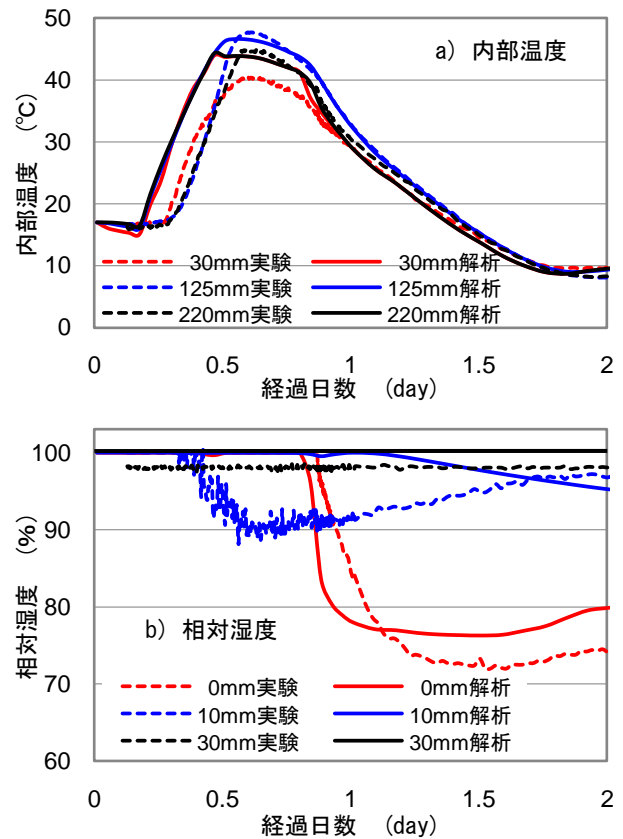 50
40
30
20
10
0
内部温度 (℃)
a) 内部温度
30mm実験 30mm解析
125mm実験 125mm解析
220mm実験 220mm解析
0 0.5 1 1.5 2
経過日数 (day)
100
90
80
70
60
相対湿度 (%)
b) 相対湿度
0mm実験 0mm解析
10mm実験 10mm解析
30mm実験 30mm解析
0 0.5 1 1.5 2
経過日数 (day)